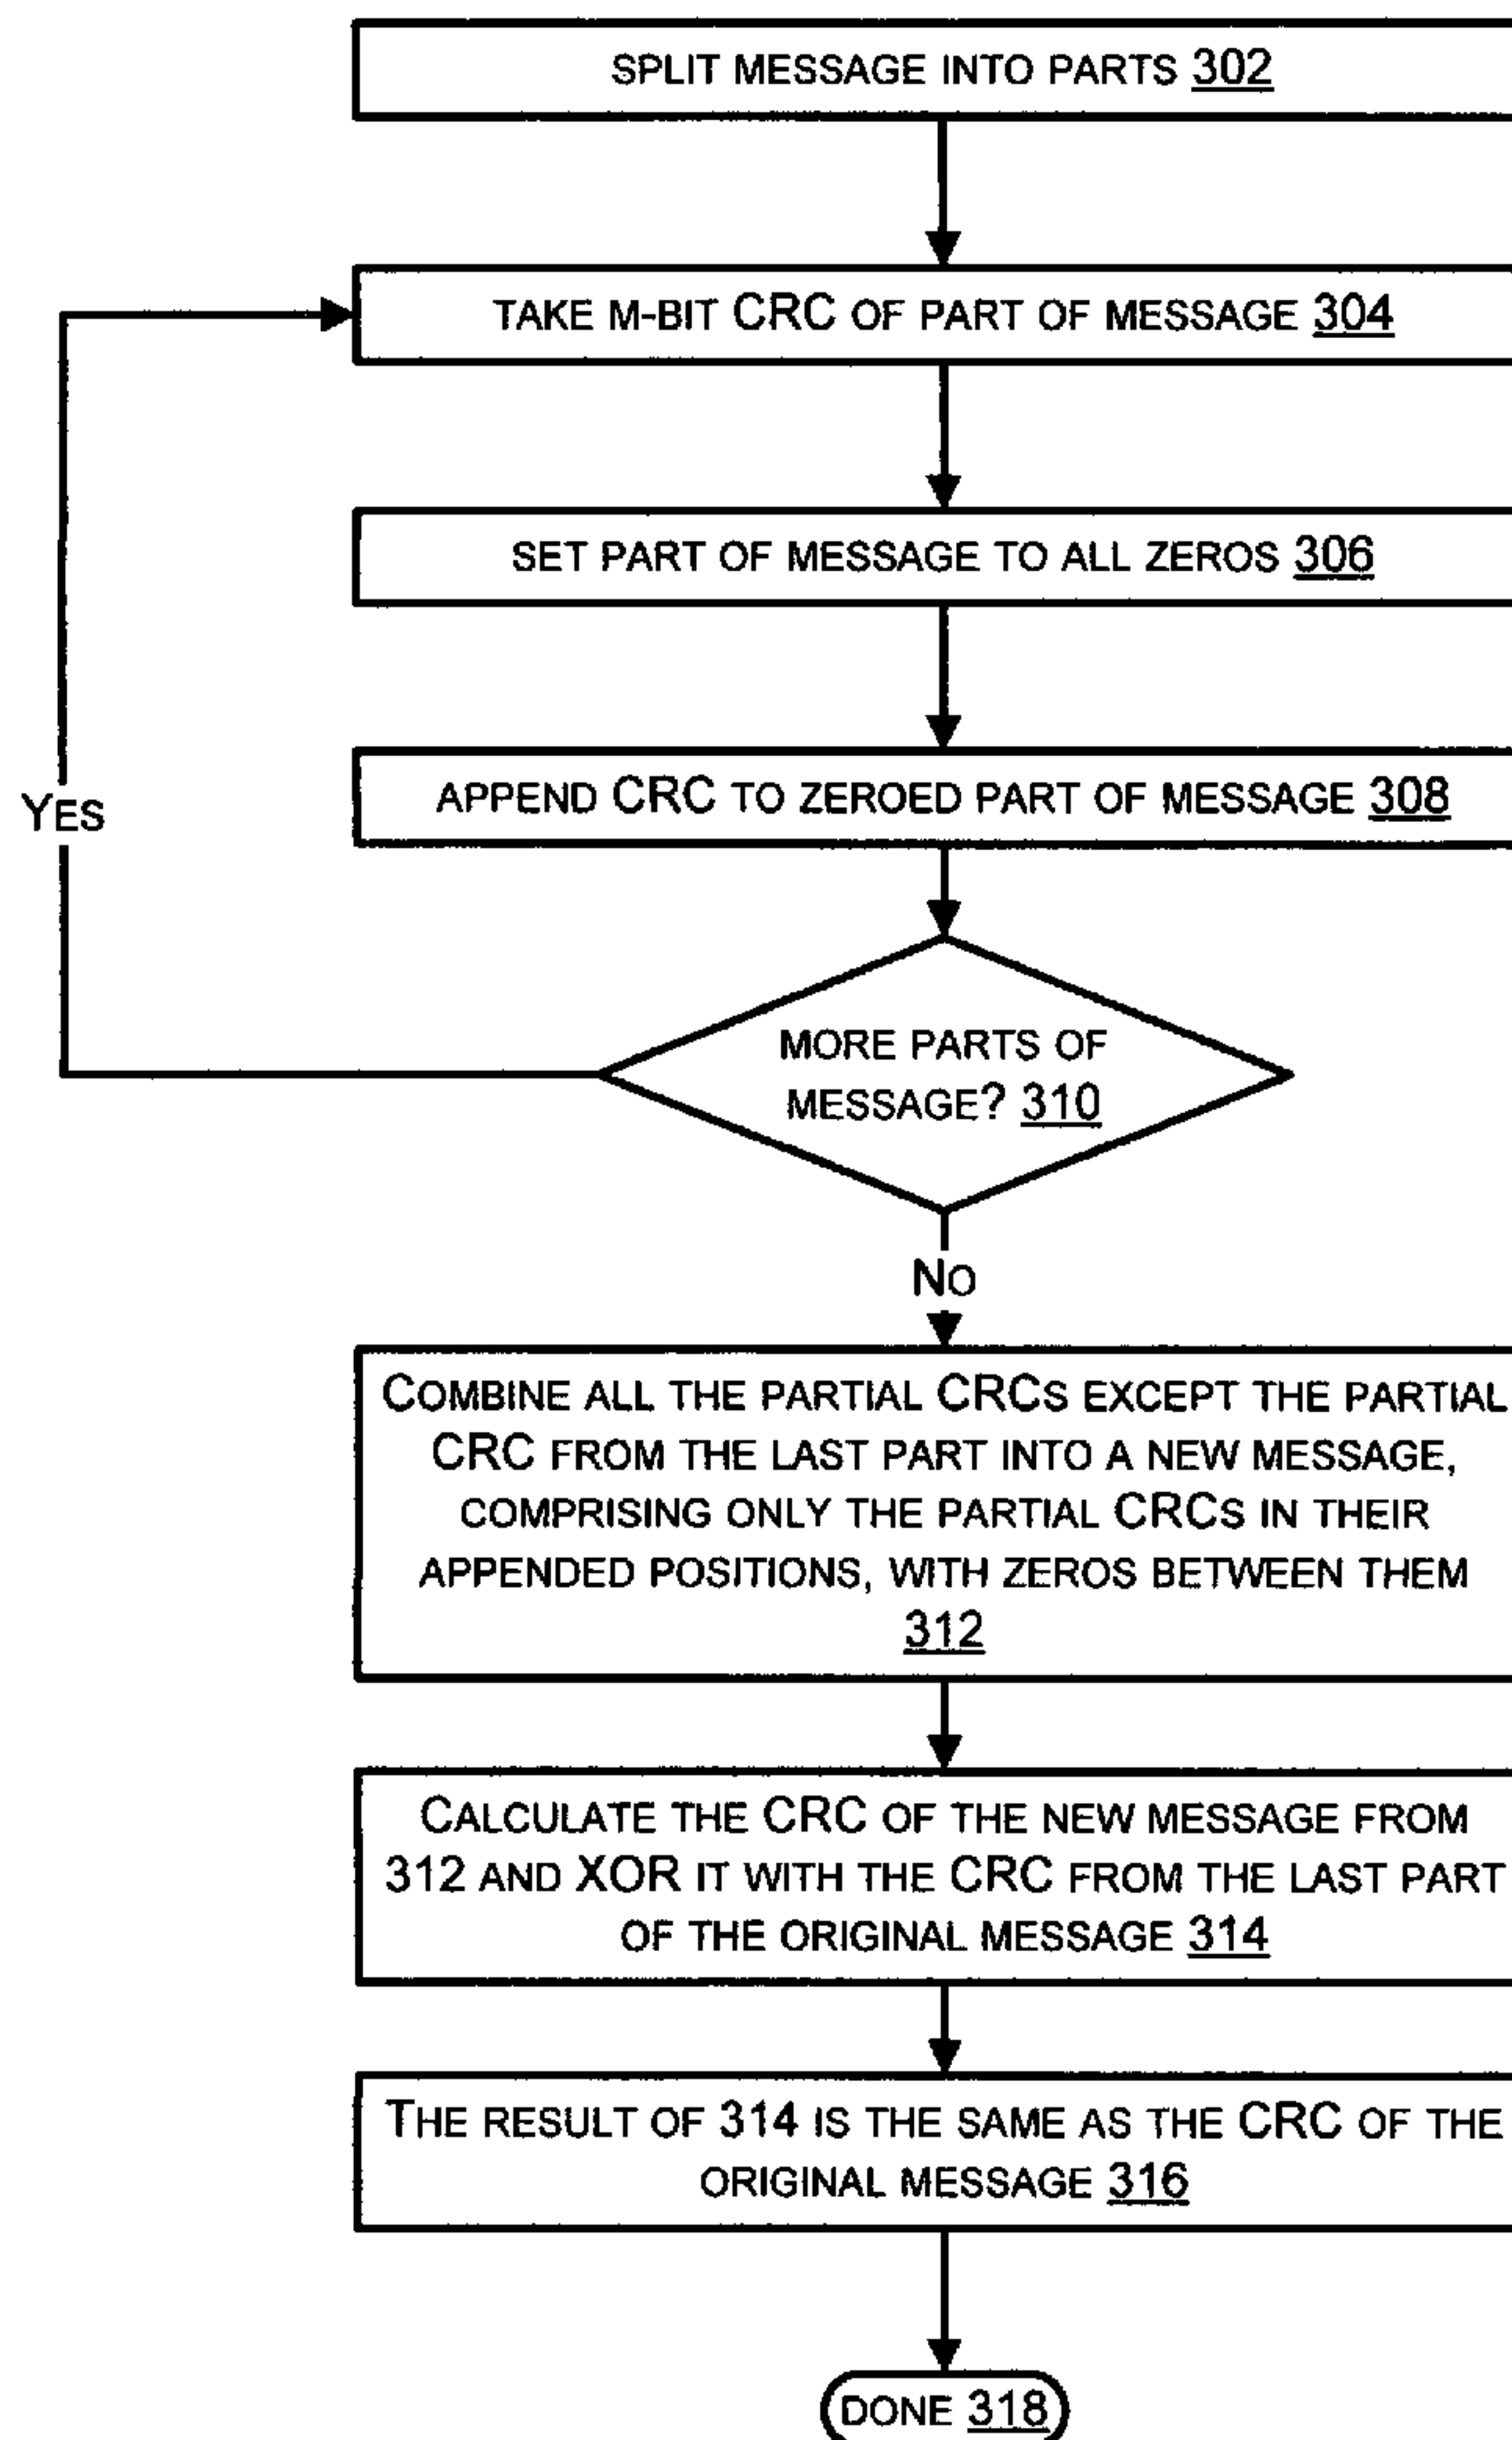 SPLIT MESSAGE INTO PARTS 302
TAKE M-BIT CRC OF PART OF MESSAGE 304
SET PART OF MESSAGE TO ALL ZEROS 306
APPEND CRC TO ZEROED PART OF MESSAGE 308
YES
MORE PARTS OF
MESSAGE? 310
NO
COMBINE ALL THE PARTIAL CRCS EXCEPT THE PARTIAL
CRC FROM THE LAST PART INTO A NEW MESSAGE,
COMPRISING ONLY THE PARTIAL CRCS IN THEIR
APPENDED POSITIONS, WITH ZEROS BETWEEN THEM
312
CALCULATE THE CRC OF THE NEW MESSAGE FROM
312 AND XOR IT WITH THE CRC FROM THE LAST PART
OF THE ORIGINAL MESSAGE 314
THE RESULT OF 314 IS THE SAME AS THE CRC OF THE
ORIGINAL MESSAGE 316
DONE 318